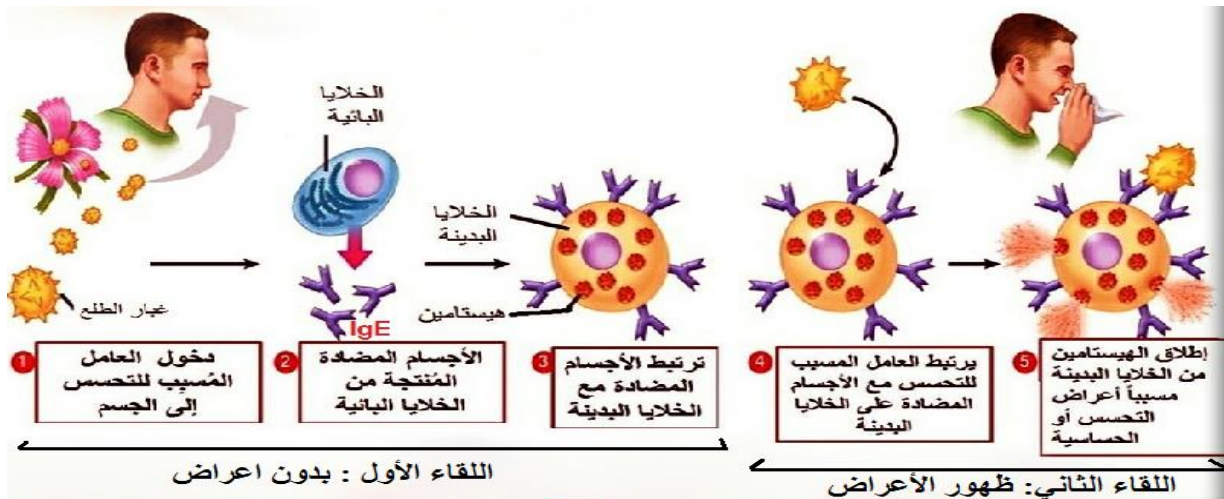 الخلايا
البائية
الخلايا
البدينة
غبار الطلع
IgE
هيستامين
1
دخول العامل
المُسبِب للتحسس
إلى الجسم
2
الأجسام المضادة
المُنتجة من
الخلايا البائية
3
ترتبط الأجسام
المضادة مع
الخلايا البدينة
4
يرتبط العامل المسبب
للتحسس مع الأجسام
المضادة على الخلايا
البدينة
5
إطلاق الهيستامين
من الخلايا البدينة
مسبباً أعراض
التحسس أو
الحساسية
اللقاء الأول : بدون اعراض
اللقاء الثاني: ظهور الأعراض